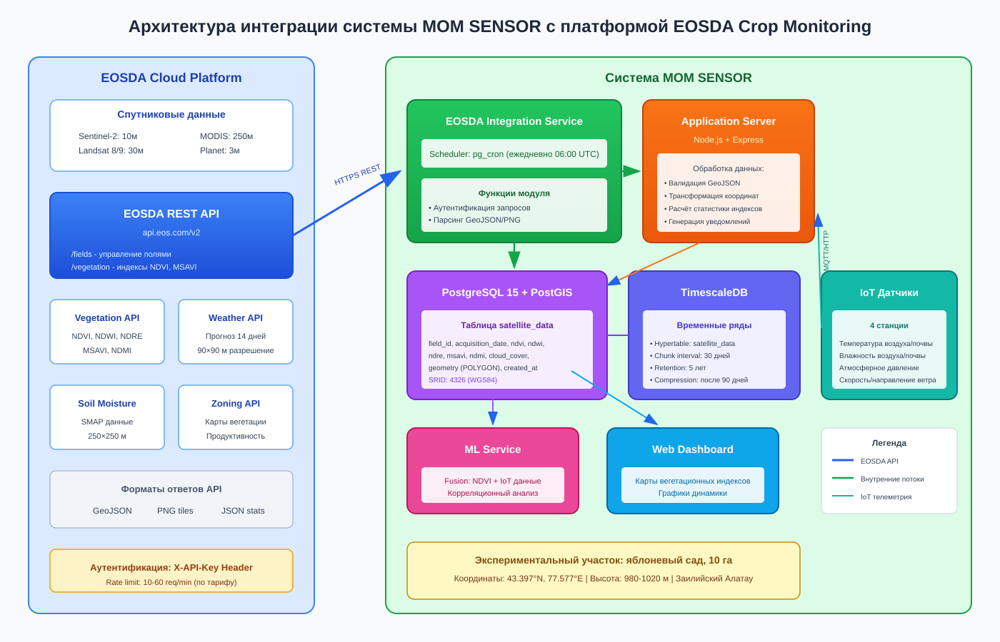 Архитектура интеграции системы MOM SENSOR с платформой EOSDA Crop Monitoring
EOSDA Cloud Platform
Спутниковые данные
Sentinel-2: 10м
MODIS: 250м
Landsat 8/9: 30м
Planet: 3м
EOSDA REST API
api.eos.com/v2
/fields - управление полями
/vegetation - индексы NDVI, MSAVI
Vegetation API
NDVI, NDWI, NDRE
MSAVI, NDMI
Weather API
Прогноз 14 дней
90×90 м разрешение
Soil Moisture
SMAP данные
250×250 м
Zoning API
Карты вегетации
Продуктивность
Форматы ответов API
GeoJSON
PNG tiles
JSON stats
Аутентификация: X-API-Key Header
Rate limit: 10-60 req/min (по тарифу)
HTTPS REST
Система MOM SENSOR
EOSDA Integration Service
Scheduler: pg_cron (ежедневно 06:00 UTC)
Функции модуля
• Аутентификация запросов
• Парсинг GeoJSON/PNG
Application Server
Node.js + Express
Обработка данных:
• Валидация GeoJSON
• Трансформация координат
• Расчёт статистики индексов
• Генерация уведомлений
MQTT/HTTP
PostgreSQL 15 + PostGIS
Таблица satellite_data
field_id, acquisition_date, ndvi, ndwi,
ndre, msavi, ndmi, cloud_cover,
geometry (POLYGON), created_at
SRID: 4326 (WGS84)
TimescaleDB
Временные ряды
• Hypertable: satellite_data
• Chunk interval: 30 дней
• Retention: 5 лет
• Compression: после 90 дней
IoT Датчики
4 станции
Температура воздуха/почвы
Влажность воздуха/почвы
Атмосферное давление
Скорость/направление ветра
ML Service
Fusion: NDVI + IoT данные
Корреляционный анализ
Web Dashboard
Карты вегетационных индексов
Графики динамики
Легенда
EOSDA API
Внутренние потоки
IoT телеметрия
Экспериментальный участок: яблоневый сад, 10 га
Координаты: 43.397°N, 77.577°E | Высота: 980-1020 м | Заилийский Алатау